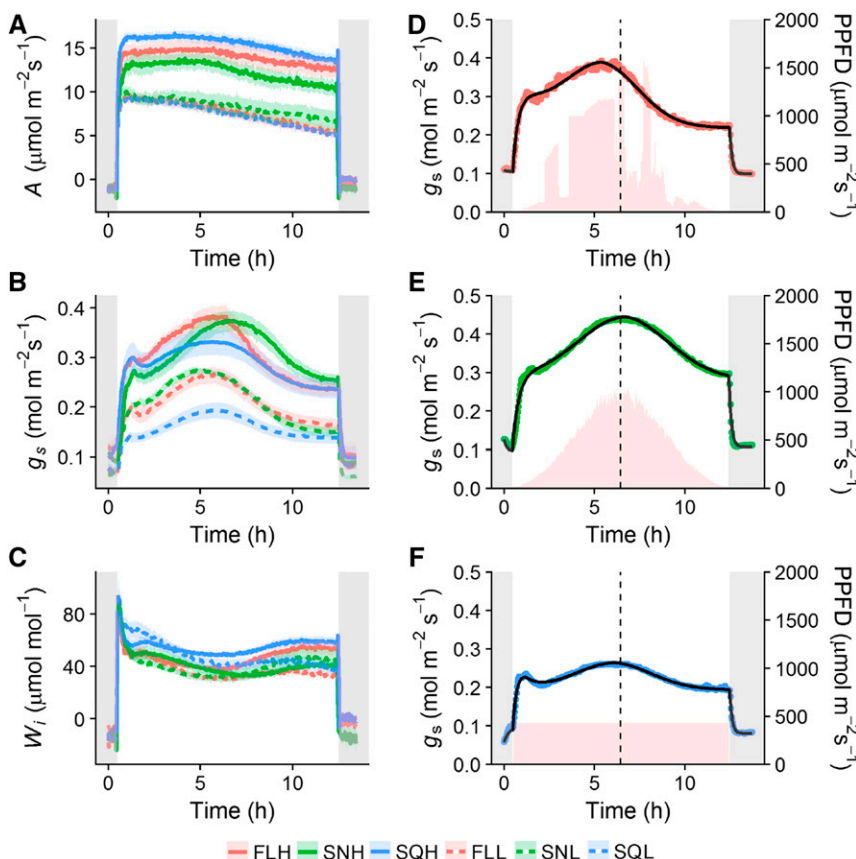 A
A (μmol m⁻²s⁻¹)
15
10
5
0
0
5
10
Time (h)
B
gₛ (mol m⁻²s⁻¹)
0.4
0.3
0.2
0.1
0
5
10
Time (h)
C
Wᵢ (μmol mol⁻¹)
80
40
0
0
5
10
Time (h)
D
gₛ (mol m⁻² s⁻¹)
0.5
0.4
0.3
0.2
0.1
0.0
2000
1500
1000
500
0
PPFD (μmol m⁻²s⁻¹)
0
5
10
Time (h)
E
gₛ (mol m⁻² s⁻¹)
0.5
0.4
0.3
0.2
0.1
0.0
2000
1500
1000
500
0
PPFD (μmol m⁻²s⁻¹)
0
5
10
Time (h)
F
gₛ (mol m⁻² s⁻¹)
0.5
0.4
0.3
0.2
0.1
0.0
2000
1500
1000
500
0
PPFD (μmol m⁻²s⁻¹)
0
5
10
Time (h)
FLH SNH SQH FLL SNL SQL